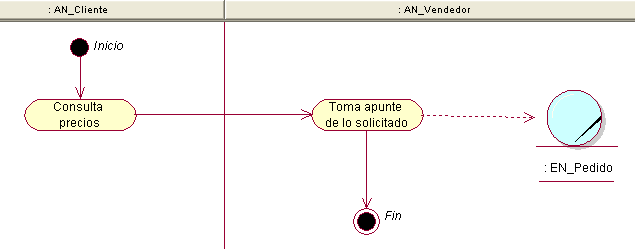 : AN_Cliente
: AN_Vendedor
Inicio
Consulta
precios
Toma apunte
de lo solicitado
: EN_Pedido
Fin